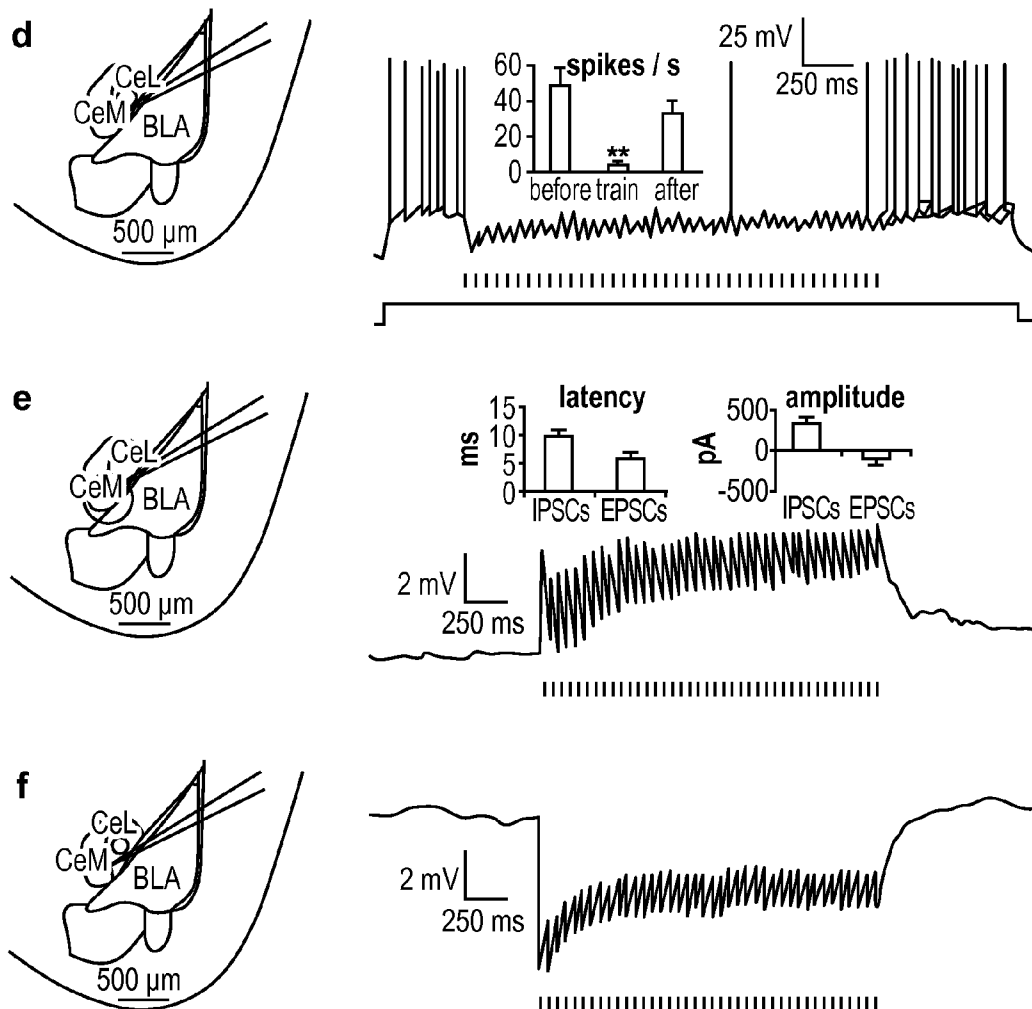 d
CeL
CeM
BLA
500 µm
spikes / s
60
40
20
0
**
before train after
25 mV
250 ms
e
CeL
CeM
BLA
500 µm
latency
ms
15
10
5
0
IPSCs EPSCs
amplitude
pA
500
0
-500
IPSCs EPSCs
2 mV
250 ms
f
CeL
CeM
BLA
500 µm
2 mV
250 ms